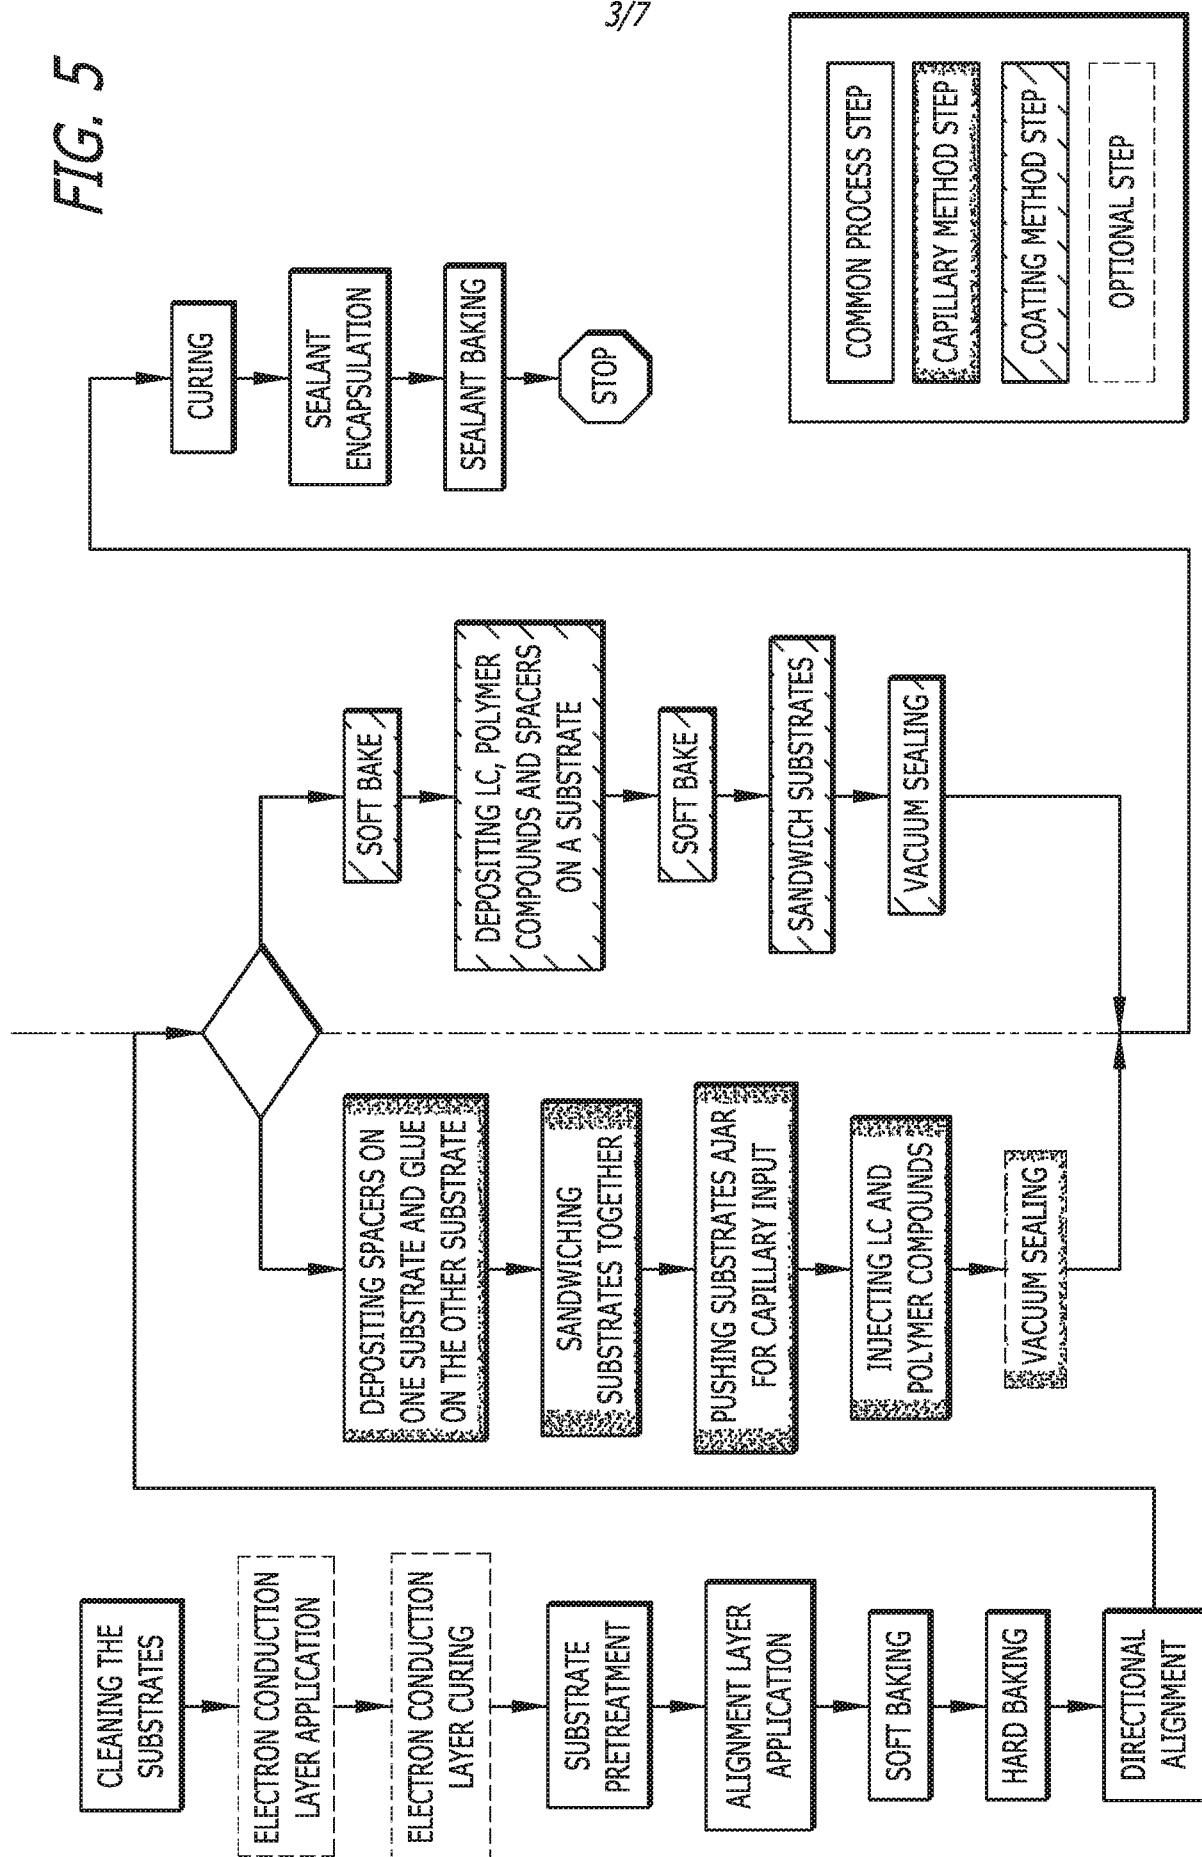 3/7
FIG. 5
CLEANING THE
SUBSTRATES
ELECTRON CONDUCTION
LAYER APPLICATION
ELECTRON CONDUCTION
LAYER CURING
SUBSTRATE
PRETREATMENT
ALIGNMENT LAYER
APPLICATION
SOFT BAKING
HARD BAKING
DIRECTIONAL
ALIGNMENT
DEPOSITING SPACERS ON
ONE SUBSTRATE AND GLUE
ON THE OTHER SUBSTRATE
SANDWICHING
SUBSTRATES TOGETHER
PUSHING SUBSTRATES AJAR
FOR CAPILLARY INPUT
INJECTING LC AND
POLYMER COMPOUNDS
VACUUM SEALING
SOFT BAKE
DEPOSITING LC, POLYMER
COMPOUNDS AND SPACERS
ON A SUBSTRATE
SOFT BAKE
SANDWICH SUBSTRATES
VACUUM SEALING
CURING
SEALANT
ENCAPSULATION
SEALANT BAKING
STOP
COMMON PROCESS STEP
CAPILLARY METHOD STEP
COATING METHOD STEP
OPTIONAL STEP